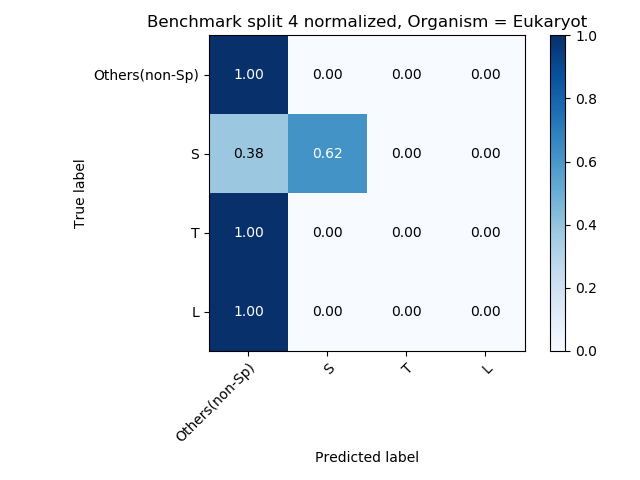 Benchmark split 4 normalized, Organism = Eukaryot
1.0
Others(non-Sp) 1.00 0.00 0.00 0.00
0.8
S 0.38 0.62 0.00 0.00
0.6
True label
T 1.00 0.00 0.00 0.00
0.4
0.2
L 1.00 0.00 0.00 0.00
0.0
Others(non-Sp) S T L
Predicted label